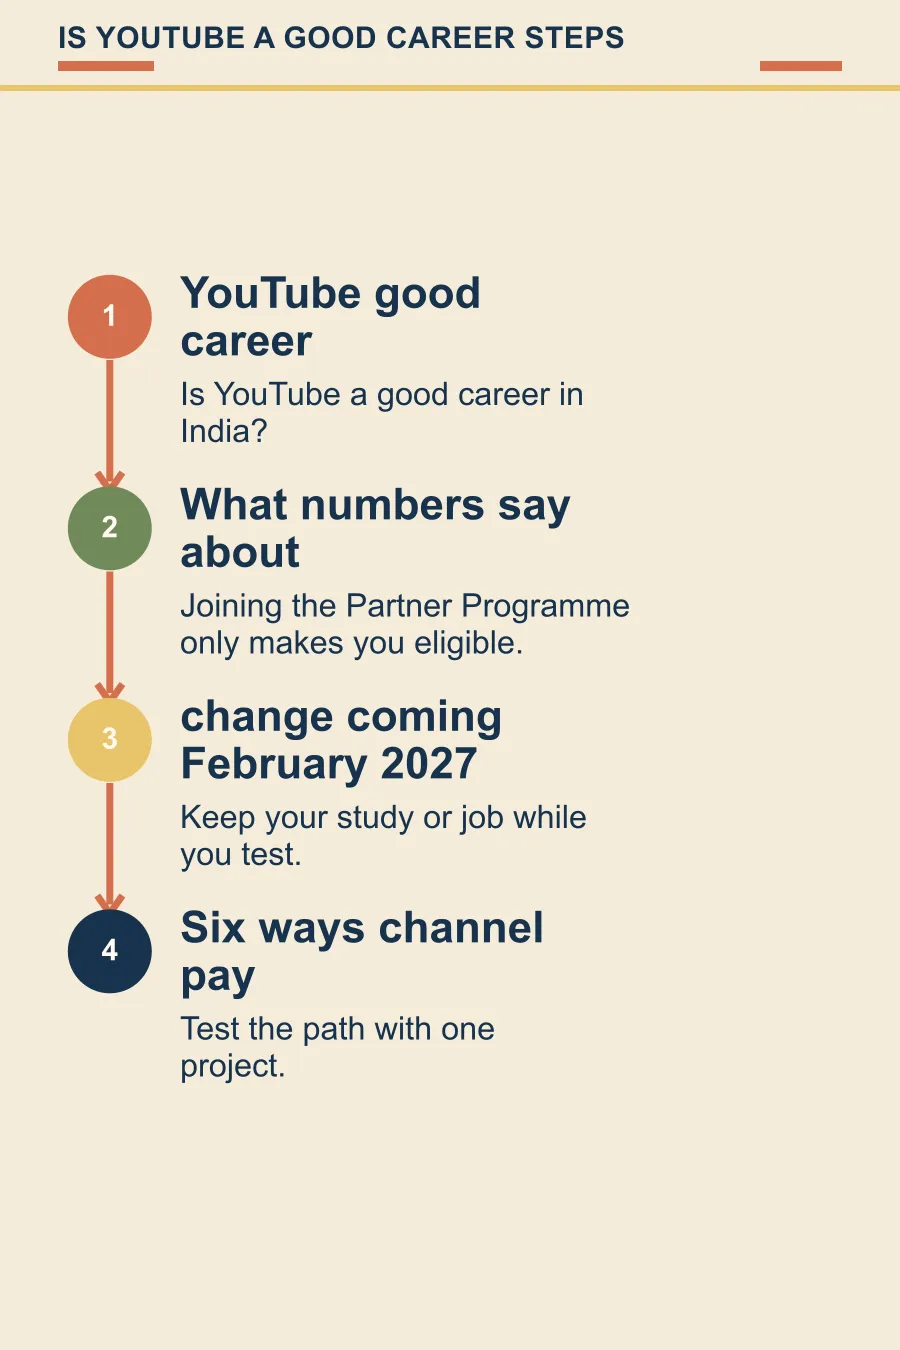 IS YOUTUBE A GOOD CAREER STEPS
1
YouTube good
career
Is YouTube a good career in
India?
2
What numbers say
about
Joining the Partner Programme
only makes you eligible.
3
change coming
February 2027
Keep your study or job while
you test.
4
Six ways channel
pay
Test the path with one
project.